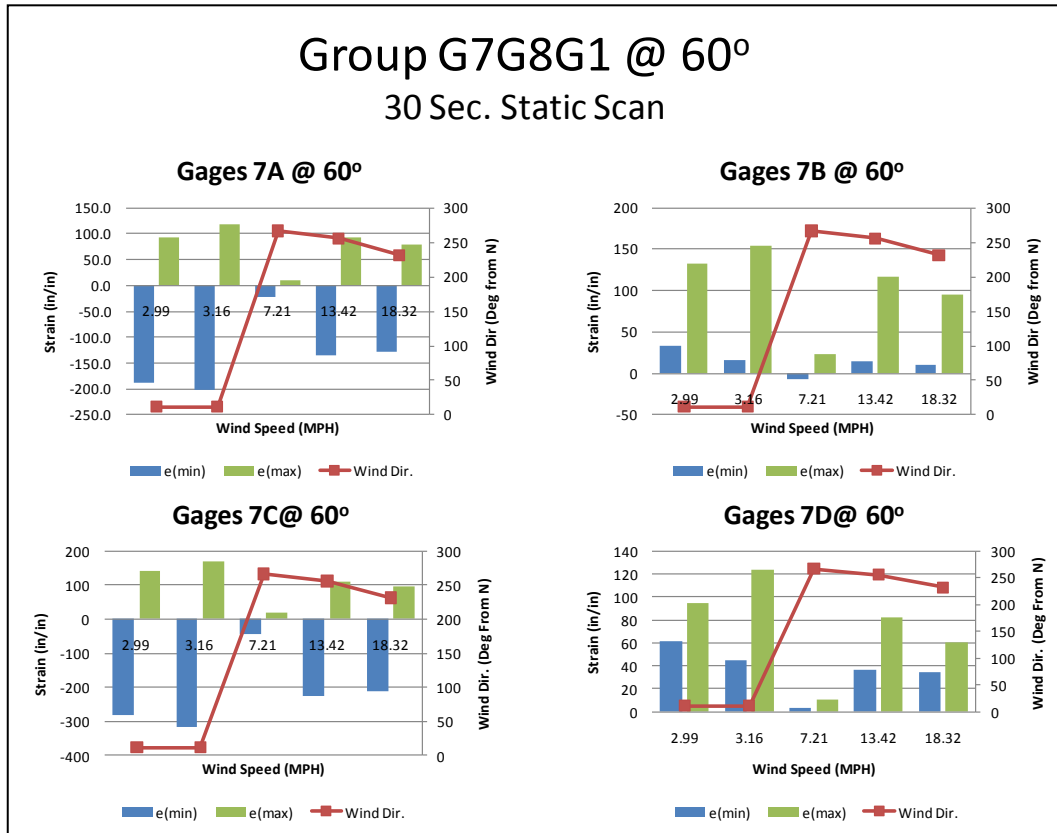 Group G7G8G1 @ 60º
30 Sec. Static Scan
Gages 7A @ 60º
150.0
100.0
50.0
0.0
-50.0
-100.0
-150.0
-200.0
-250.0
Strain (in/in)
2.99 3.16 7.21 13.42 18.32
300
250
200
150
100
50
0
Wind Dir (Deg from N)
Wind Speed (MPH)
e(min) e(max) Wind Dir.
Gages 7B @ 60º
200
150
100
50
0
-50
Strain (in/in)
2.99 3.16 7.21 13.42 18.32
300
250
200
150
100
50
0
Wind Dir (Deg from N)
Wind Speed (MPH)
e(min) e(max) Wind Dir.
Gages 7C@ 60º
200
100
0
-100
-200
-300
-400
Strain (in/in)
2.99 3.16 7.21 13.42 18.32
300
250
200
150
100
50
0
Wind Dir. (Deg From N)
Wind Speed (MPH)
e(min) e(max) Wind Dir.
Gages 7D@ 60º
140
120
100
80
60
40
20
0
Strain (in/in)
2.99 3.16 7.21 13.42 18.32
300
250
200
150
100
50
0
Wind Dir. (Deg From N)
Wind Speed (MPH)
e(min) e(max) Wind Dir.